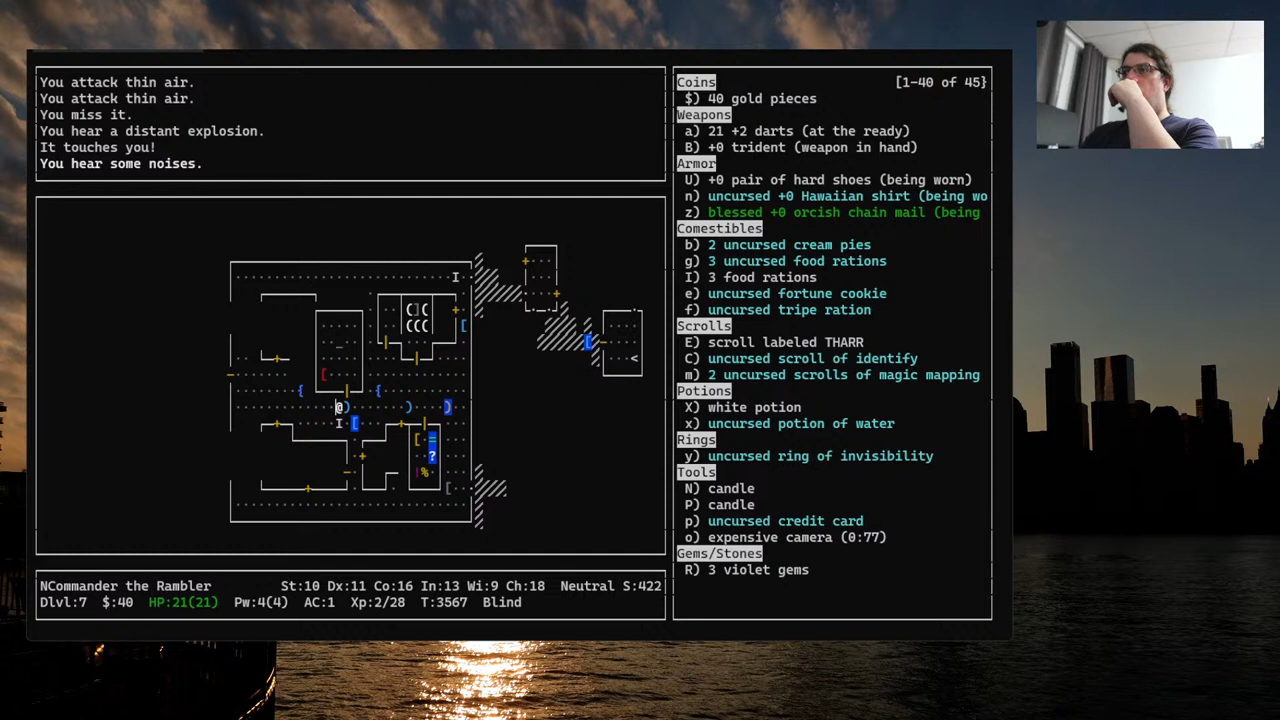 You attack thin air.
You attack thin air.
You miss it.
You hear a distant explosion.
It touches you!
You hear some noises.
NCommander the Rambler St:10 Dx:11 Co:16 In:13 Wi:9 Ch:18 Neutral S:422
Dlvl:7 $:40 HP:21(21) Pw:4(4) AC:1 Xp:2/28 T:3567 Blind
Coins [1-40 of 45}
$) 40 gold pieces
Weapons
a) 21 +2 darts (at the ready)
B) +0 trident (weapon in hand)
Armor
U) +0 pair of hard shoes (being worn)
n) uncursed +0 Hawaiian shirt (being wo
z) blessed +0 orcish chain mail (being
Comestibles
b) 2 uncursed cream pies
g) 3 uncursed food rations
I) 3 food rations
e) uncursed fortune cookie
f) uncursed tripe ration
Scrolls
E) scroll labeled THARR
C) uncursed scroll of identify
m) 2 uncursed scrolls of magic mapping
Potions
X) white potion
x) uncursed potion of water
Rings
y) uncursed ring of invisibility
Tools
N) candle
P) candle
p) uncursed credit card
o) expensive camera (0:77)
Gems/Stones
R) 3 violet gems